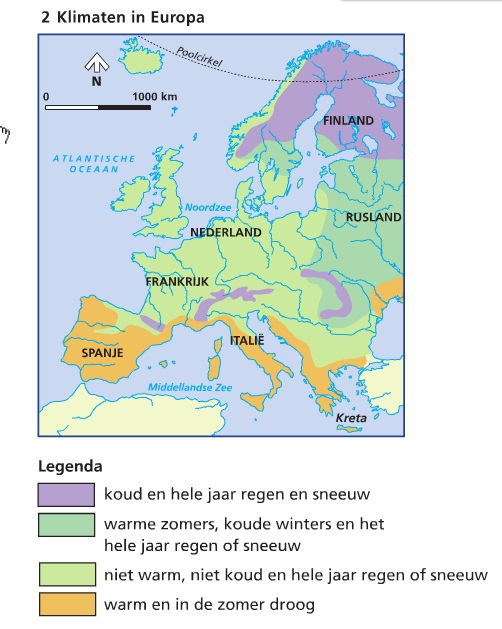 2 Klimaten in Europa
Poolcirkel
N
0 1000 km
FINLAND
ATLANTISCHE
OCEAAN
Noordzee
RUSLAND
NEDERLAND
FRANKRIJK
ITALIË
SPANJE
Middellandse Zee
Kreta
Legenda
koud en hele jaar regen en sneeuw
warme zomers, koude winters en het
hele jaar regen of sneeuw
niet warm, niet koud en hele jaar regen of sneeuw
warm en in de zomer droog